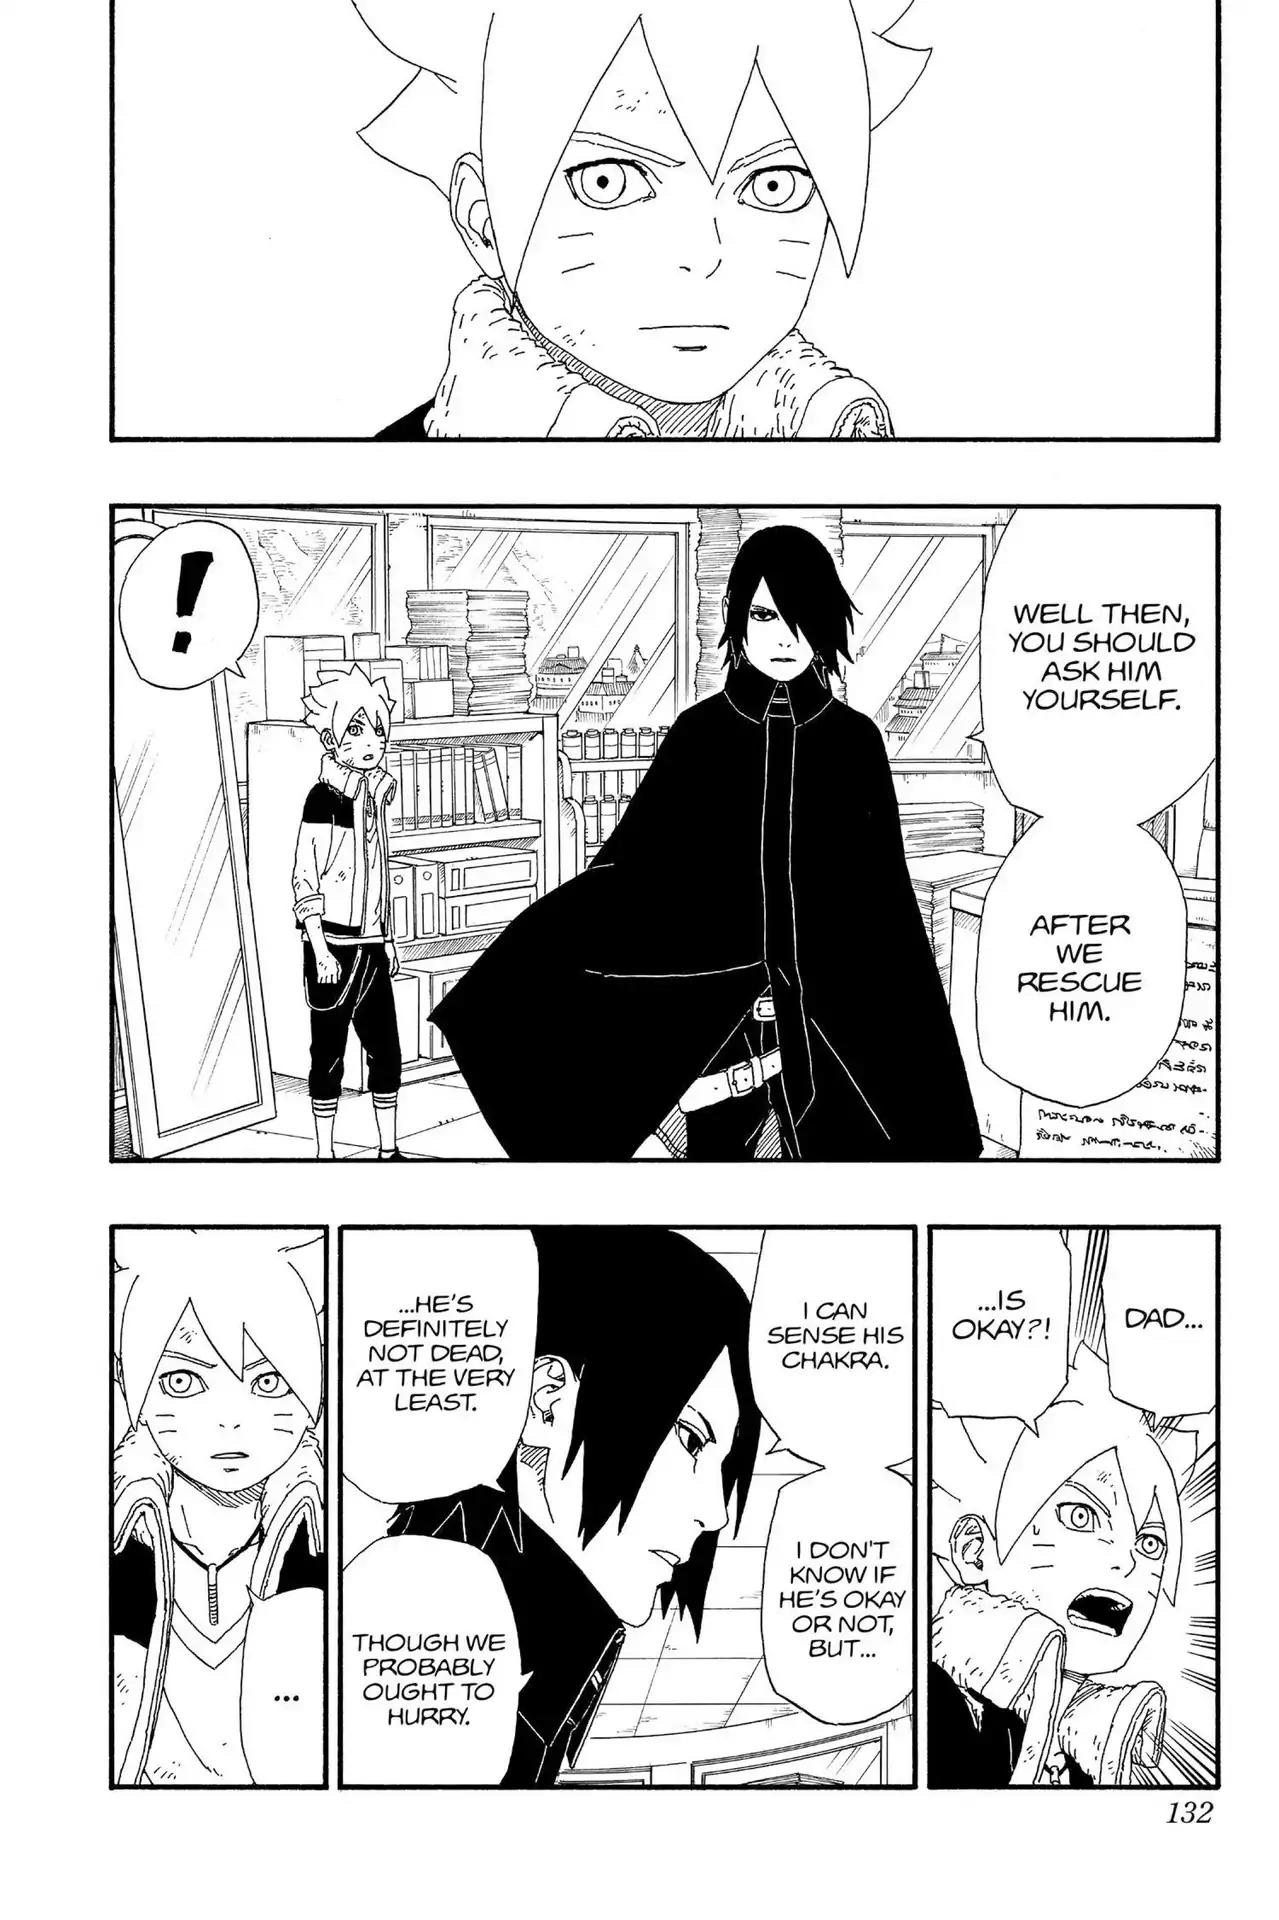 WELL THEN,
YOU SHOULD
ASK HIM
YOURSELF.
AFTER
WE
RESCUE
HIM.
!
DAD...
...IS
OKAY?!
I CAN
SENSE HIS
CHAKRA.
I DON'T
KNOW IF
HE'S OKAY
OR NOT,
BUT...
...HE'S
DEFINITELY
NOT DEAD,
AT THE VERY
LEAST.
THOUGH WE
PROBABLY
OUGHT TO
HURRY.
...
132